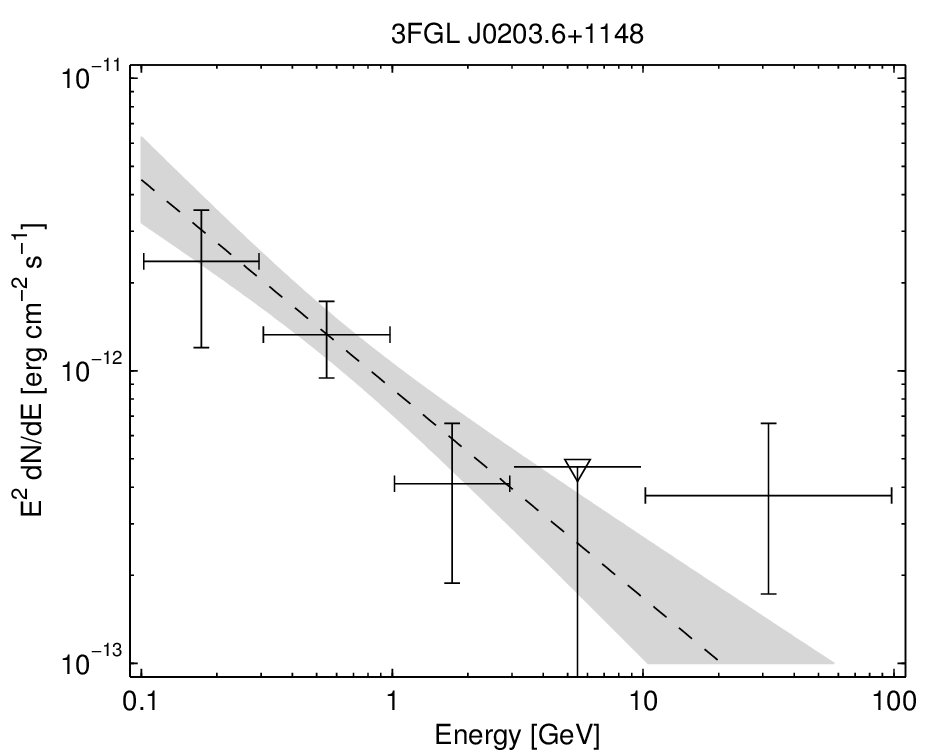 3FGL J0203.6+1148
10⁻¹¹
10⁻¹²
10⁻¹³
E² dN/dE [erg cm⁻² s⁻¹]
0.1 1 10 100
Energy [GeV]